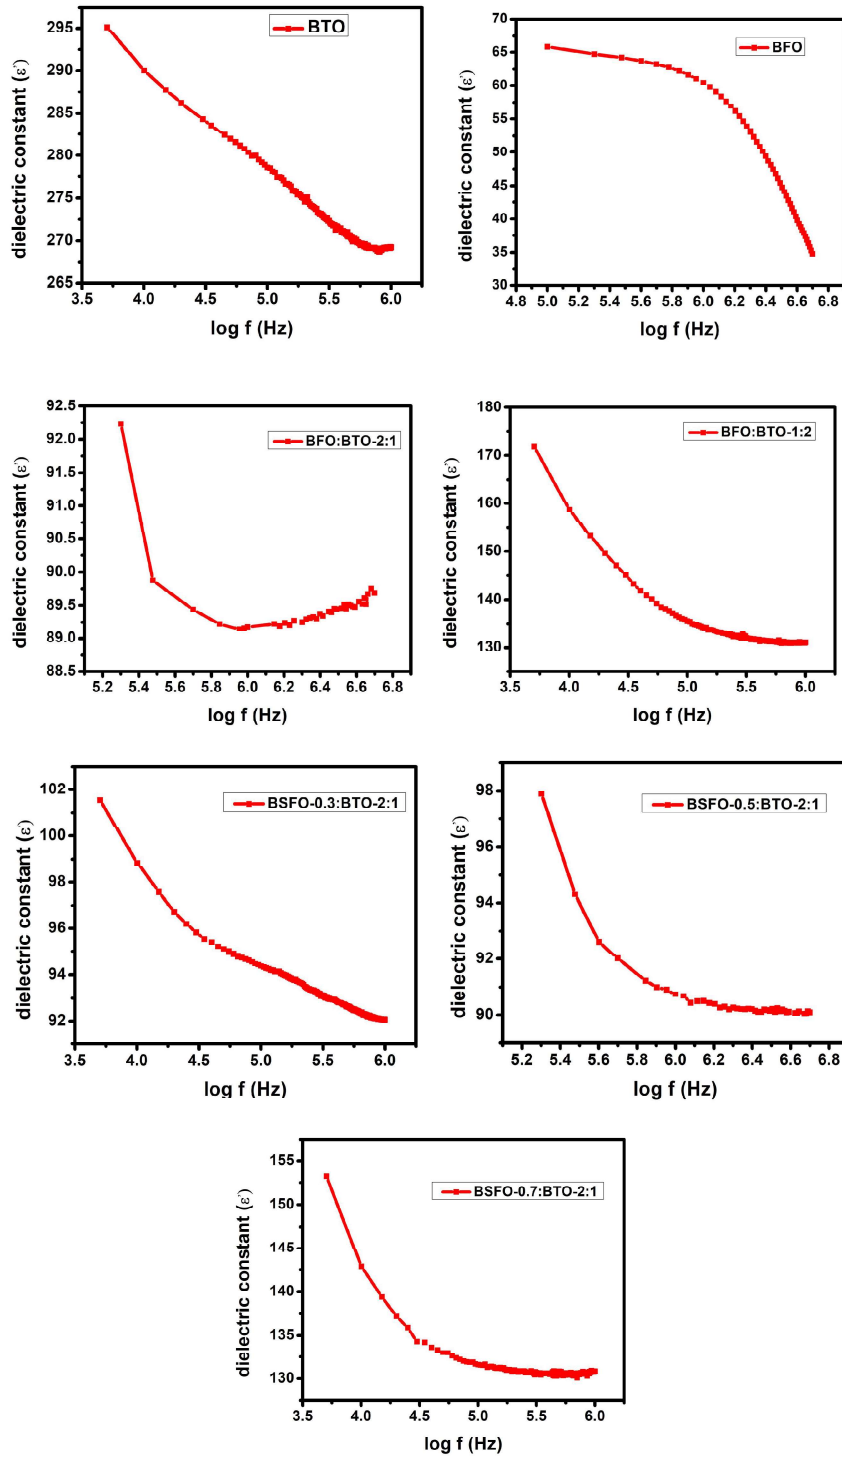 BTO
dielectric constant (ε')
295
290
285
280
275
270
265
3.5 4.0 4.5 5.0 5.5 6.0
log f (Hz)
BFO
dielectric constant (ε')
70
65
60
55
50
45
40
35
30
4.8 5.0 5.2 5.4 5.6 5.8 6.0 6.2 6.4 6.6 6.8
log f (Hz)
BFO:BTO-2:1
dielectric constant (ε')
92.5
92.0
91.5
91.0
90.5
90.0
89.5
89.0
88.5
5.2 5.4 5.6 5.8 6.0 6.2 6.4 6.6 6.8
log f (Hz)
BFO:BTO-1:2
dielectric constant (ε')
180
170
160
150
140
130
3.5 4.0 4.5 5.0 5.5 6.0
log f (Hz)
BSFO-0.3:BTO-2:1
dielectric constant (ε')
102
100
98
96
94
92
3.5 4.0 4.5 5.0 5.5 6.0
log f (Hz)
BSFO-0.5:BTO-2:1
dielectric constant (ε')
98
96
94
92
90
5.2 5.4 5.6 5.8 6.0 6.2 6.4 6.6 6.8
log f (Hz)
BSFO-0.7:BTO-2:1
dielectric constant (ε')
155
150
145
140
135
130
3.5 4.0 4.5 5.0 5.5 6.0
log f (Hz)